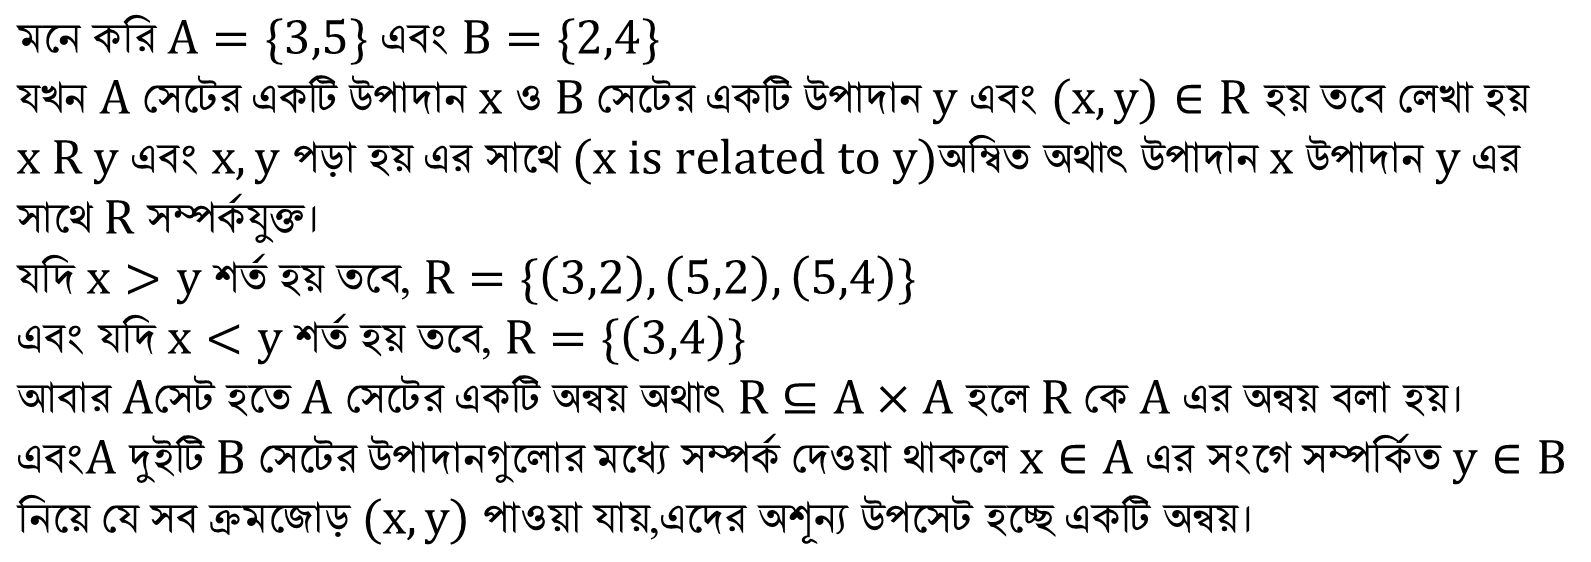 মনে করি A = {3,5} এবং B = {2,4}
যখন A সেটের একটি উপাদান x ও B সেটের একটি উপাদান y এবং (x, y) ∈ R হয় তবে লেখা হয়
x R y এবং x, y পড়া হয় এর সাথে (x is related to y)অম্বিত অথাৎ উপাদান x উপাদান y এর
সাথে R সম্পর্কযুক্ত।
যদি x > y শর্ত হয় তবে, R = {(3,2), (5,2), (5,4)}
এবং যদি x < y শর্ত হয় তবে, R = {(3,4)}
আবার Aসেট হতে A সেটের একটি অন্বয় অথাৎ R ⊆ A × A হলে R কে A এর অন্বয় বলা হয়।
এবংA দুইটি B সেটের উপাদানগুলোর মধ্যে সম্পর্ক দেওয়া থাকলে x ∈ A এর সংগে সম্পর্কিত y ∈ B
নিয়ে যে সব ক্রমজোড় (x, y) পাওয়া যায়,এদের অশূন্য উপসেট হচ্ছে একটি অন্বয়।